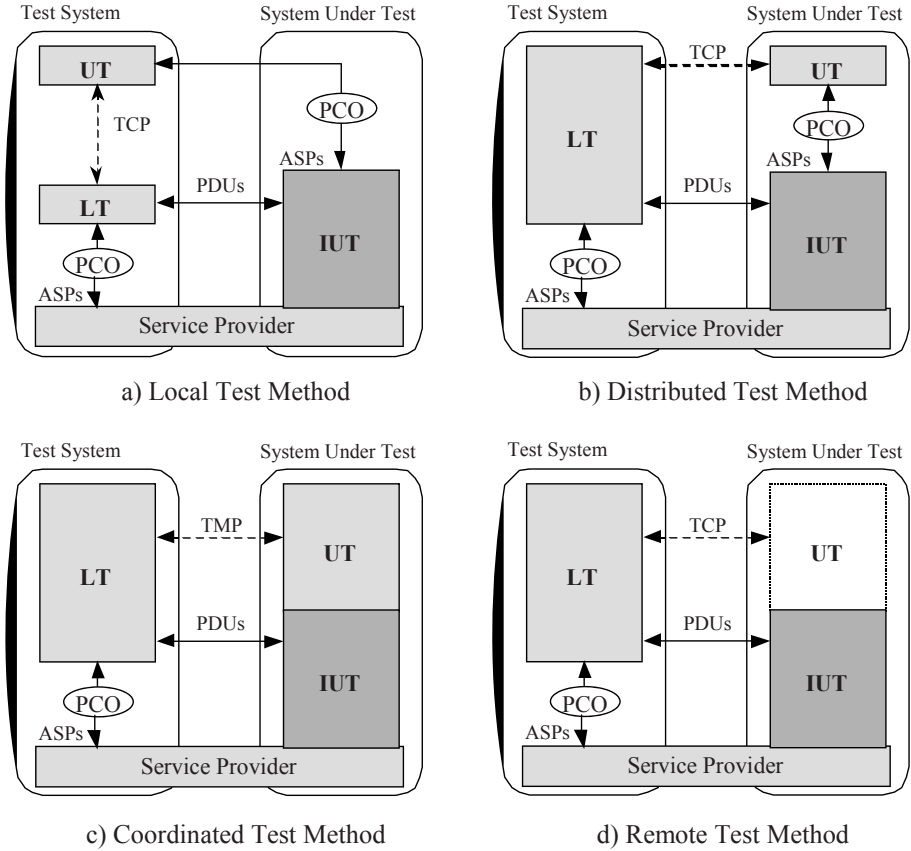 Test System
System Under Test
UT
PCO
TCP
ASPs
LT
PDUs
IUT
PCO
ASPs
Service Provider
a) Local Test Method
Test System
System Under Test
TCP
UT
PCO
LT
ASPs
PDUs
IUT
PCO
ASPs
Service Provider
b) Distributed Test Method
Test System
System Under Test
TMP
UT
LT
PDUs
IUT
PCO
ASPs
Service Provider
c) Coordinated Test Method
Test System
System Under Test
TCP
UT
LT
PDUs
IUT
PCO
ASPs
Service Provider
d) Remote Test Method